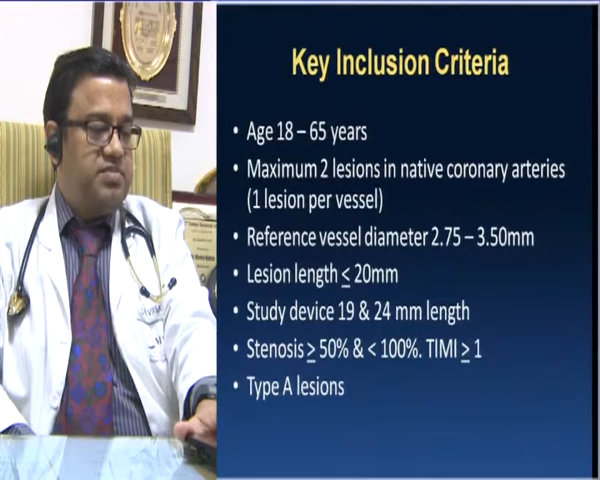 Key Inclusion Criteria
• Age 18 – 65 years
• Maximum 2 lesions in native coronary arteries
(1 lesion per vessel)
• Reference vessel diameter 2.75 – 3.50mm
• Lesion length ≤ 20mm
• Study device 19 & 24 mm length
• Stenosis ≥ 50% & < 100%. TIMI ≥ 1
• Type A lesions